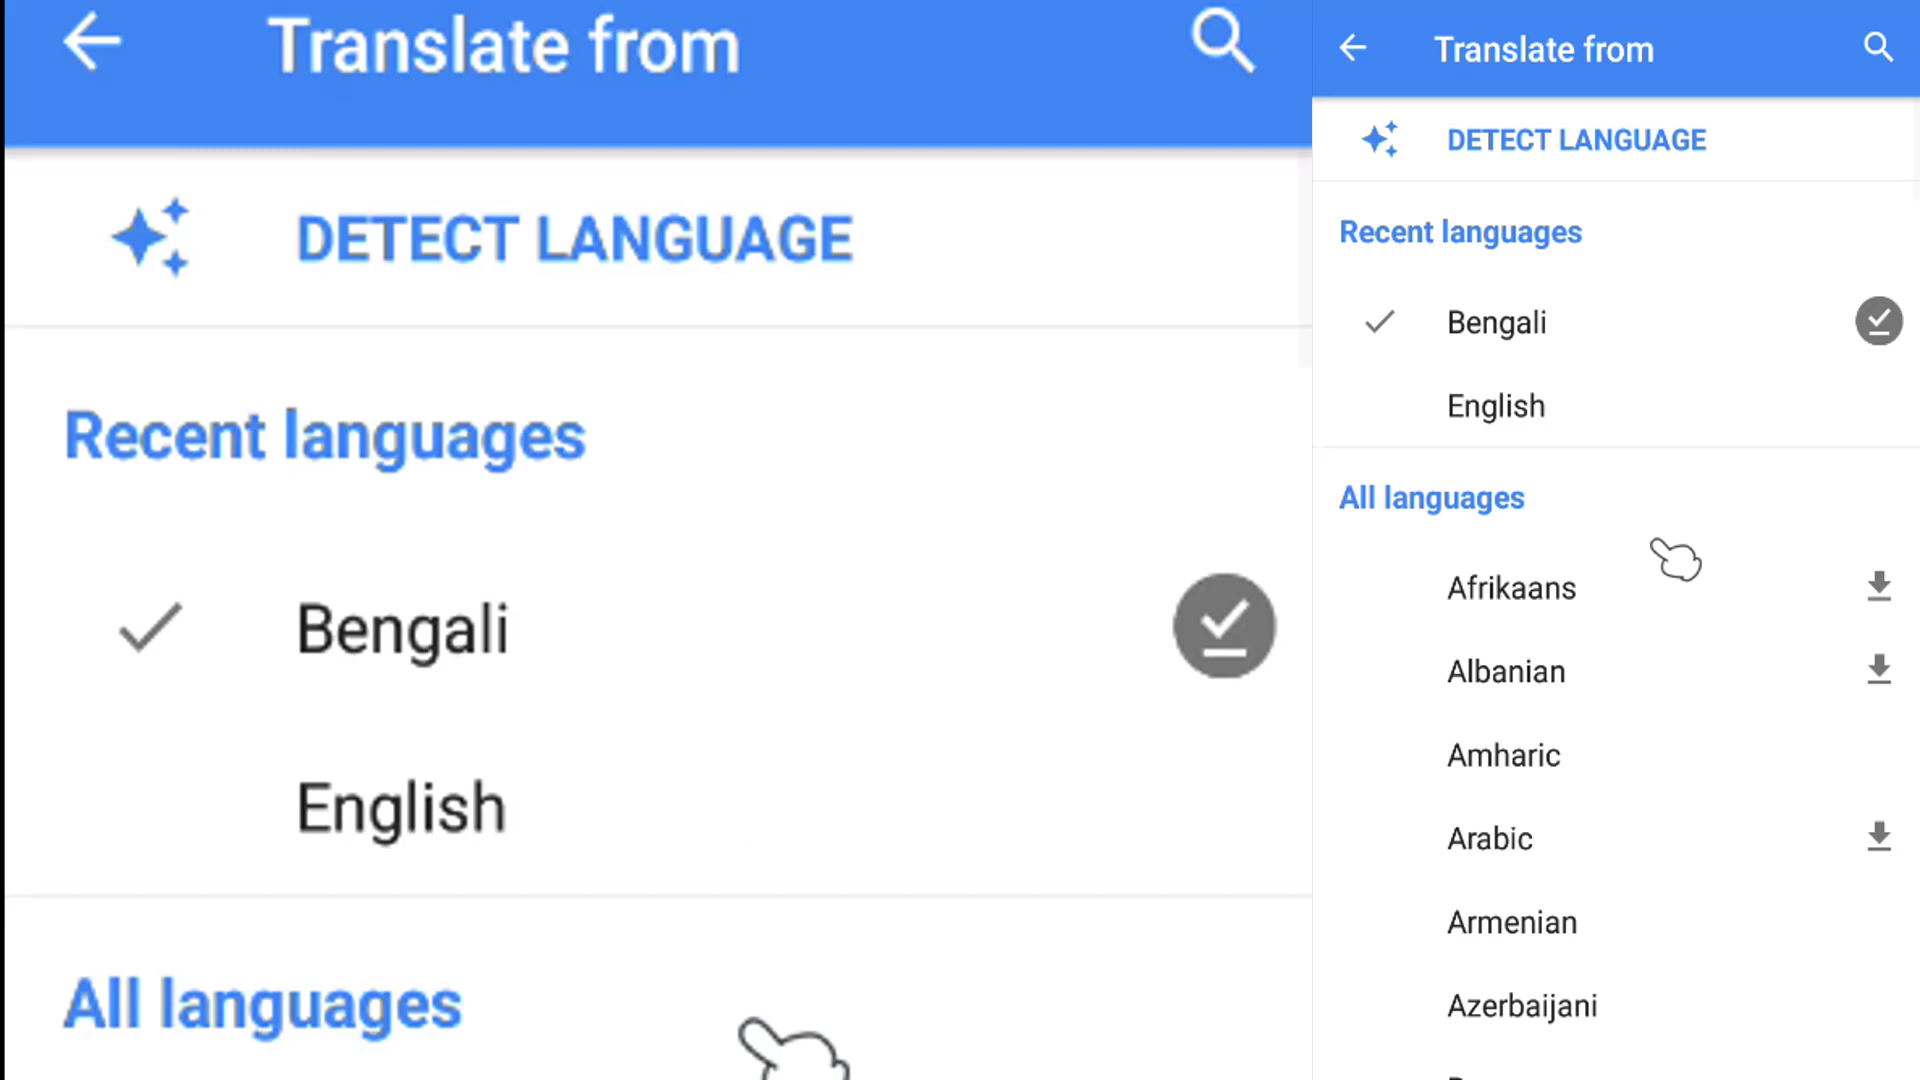 Translate from
DETECT LANGUAGE
Recent languages
Bengali
English
All languages
Translate from
DETECT LANGUAGE
Recent languages
Bengali
English
All languages
Afrikaans
Albanian
Amharic
Arabic
Armenian
Azerbaijani